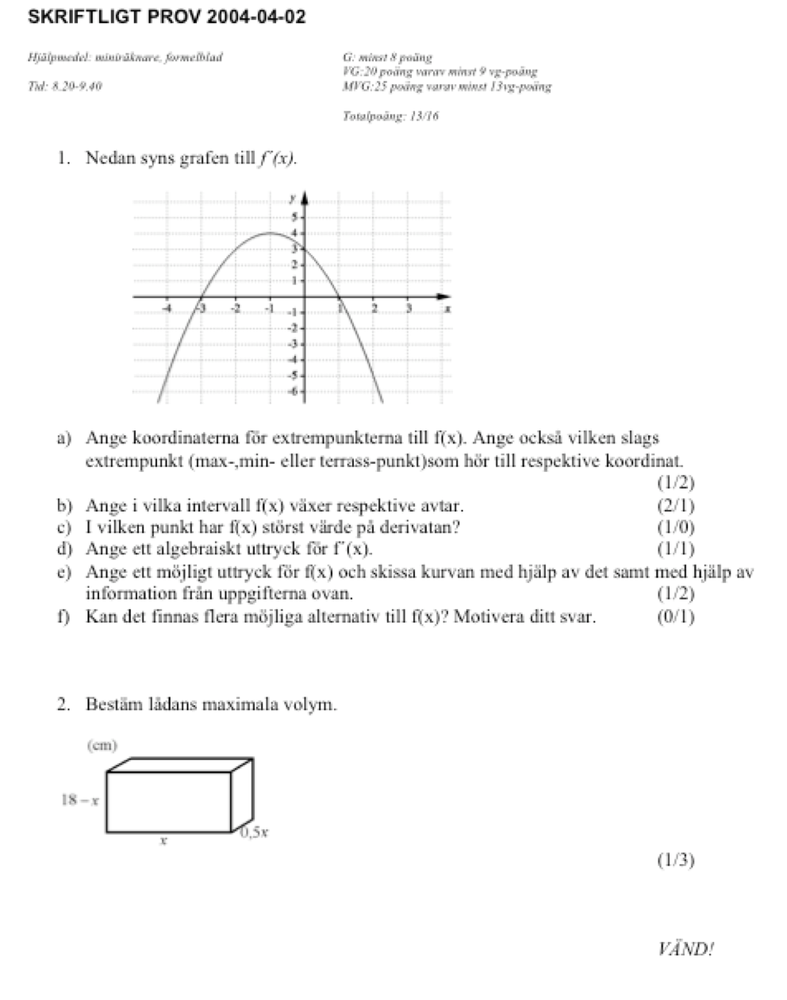 SKRIFTLIGT PROV 2004-04-02
Hjälpmedel: miniräknare, formelblad
G: minst 8 poäng
VG:20 poäng varav minst 9 vg-poäng
Tid: 8.20-9.40
MVG:25 poäng varav minst 13vg-poäng
Totalpoäng: 13/16
1. Nedan syns grafen till f´(x).
y
5
4
3
2
1
-4 -3 -2 -1 1 2 3 x
-1
-2
-3
-4
-5
-6
a) Ange koordinaterna för extrempunkterna till f(x). Ange också vilken slags
extrempunkt (max-,min- eller terrass-punkt)som hör till respektive koordinat.
(1/2)
b) Ange i vilka intervall f(x) växer respektive avtar. (2/1)
c) I vilken punkt har f(x) störst värde på derivatan? (1/0)
d) Ange ett algebraiskt uttryck för f´(x). (1/1)
e) Ange ett möjligt uttryck för f(x) och skissa kurvan med hjälp av det samt med hjälp av
information från uppgifterna ovan. (1/2)
f) Kan det finnas flera möjliga alternativ till f(x)? Motivera ditt svar. (0/1)
2. Bestäm lådans maximala volym.
(cm)
18 – x
0,5x
x
(1/3)
VÄND!